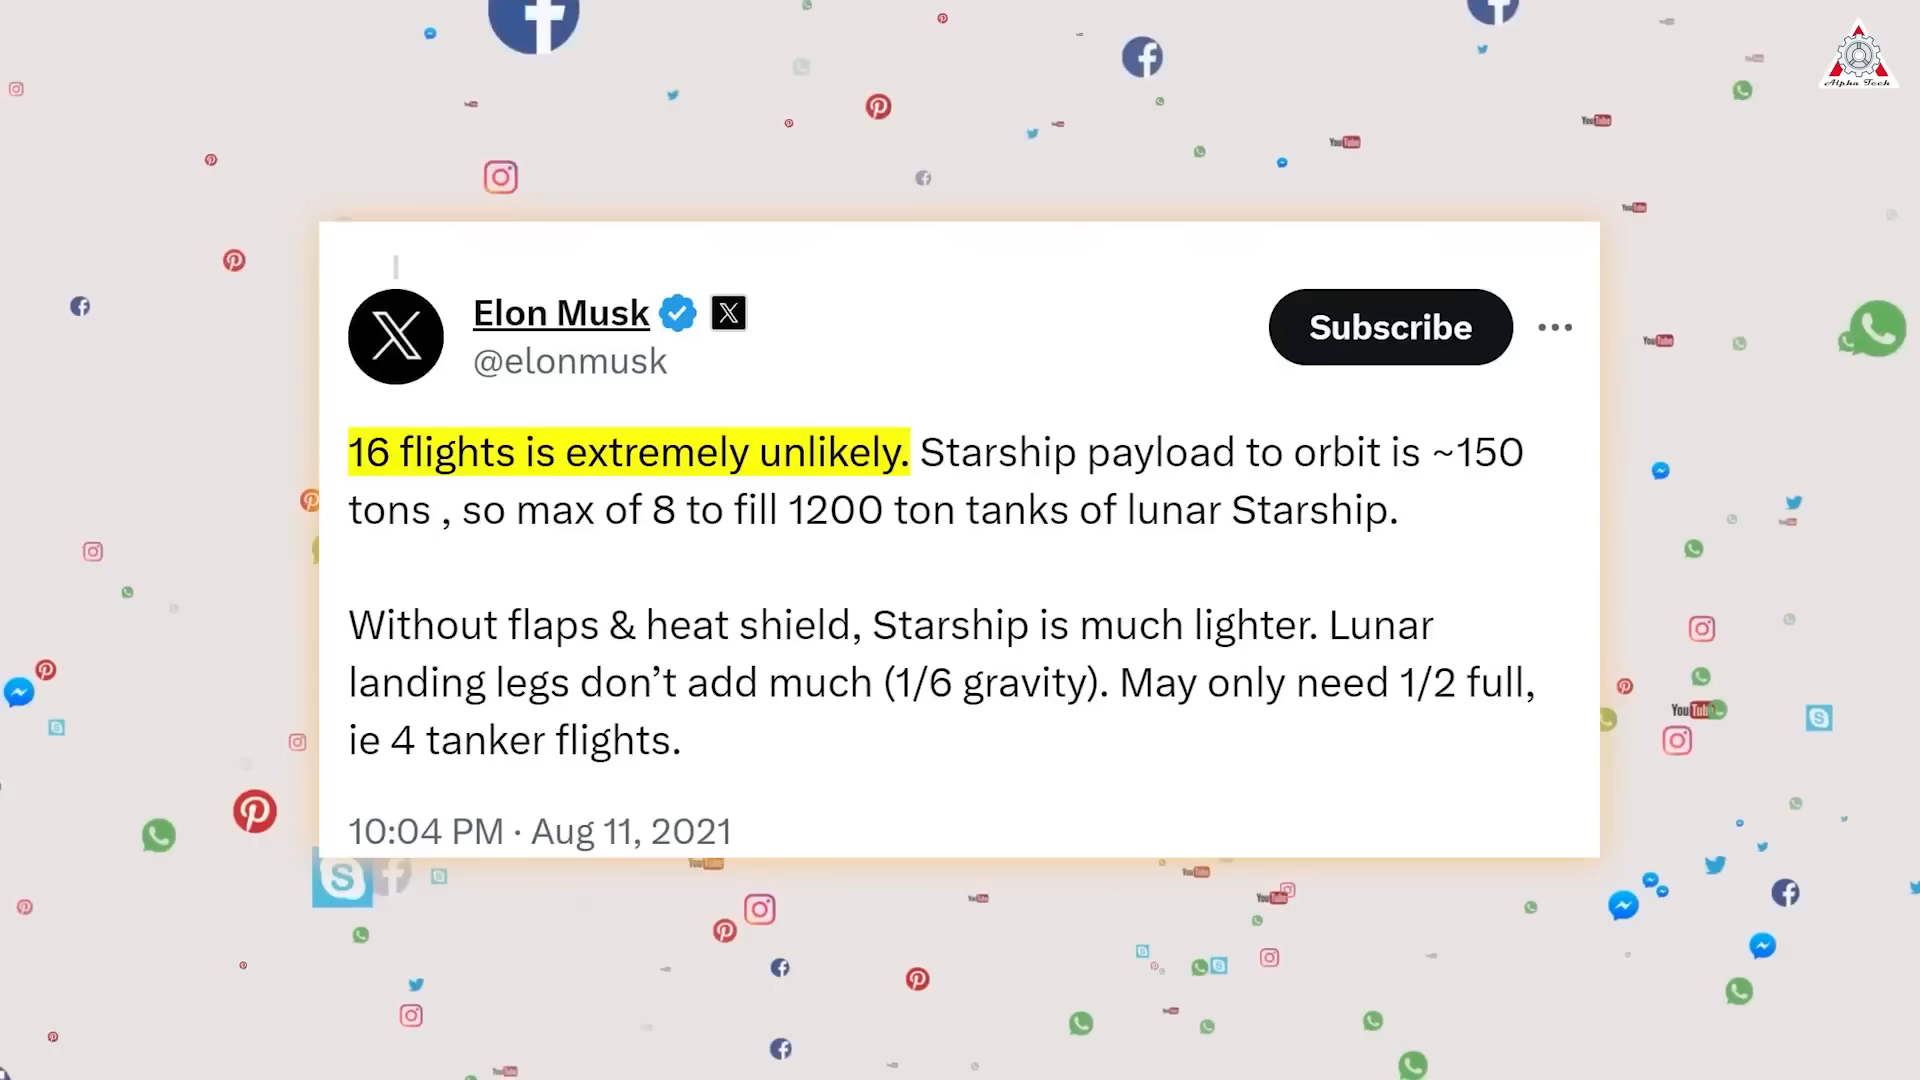 Alpha Tech
Elon Musk
@elonmusk
Subscribe
16 flights is extremely unlikely. Starship payload to orbit is ~150
tons , so max of 8 to fill 1200 ton tanks of lunar Starship.
Without flaps & heat shield, Starship is much lighter. Lunar
landing legs don’t add much (1/6 gravity). May only need 1/2 full,
ie 4 tanker flights.
10:04 PM · Aug 11, 2021